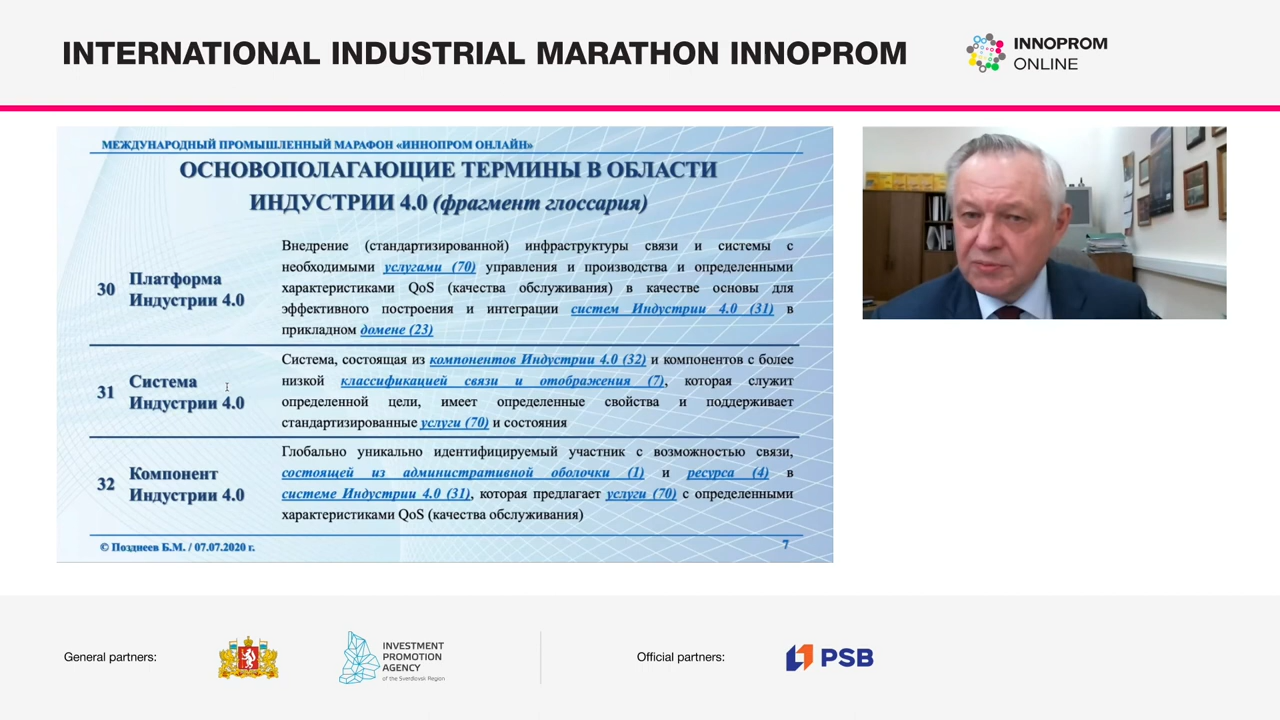 INTERNATIONAL INDUSTRIAL MARATHON INNOPROM
INNOPROM
ONLINE
МЕЖДУНАРОДНЫЙ ПРОМЫШЛЕННЫЙ МАРАФОН «ИННОПРОМ ОНЛАЙН»
ОСНОВОПОЛАГАЮЩИЕ ТЕРМИНЫ В ОБЛАСТИ
ИНДУСТРИИ 4.0 (фрагмент глоссария)
30
Платформа
Индустрии 4.0
Внедрение (стандартизированной) инфраструктуры связи и системы с
необходимыми услугами (70) управления и производства и определенными
характеристиками QoS (качества обслуживания) в качестве основы для
эффективного построения и интеграции систем Индустрии 4.0 (31) в
прикладном домене (23)
31
Система
Индустрии 4.0
Система, состоящая из компонентов Индустрии 4.0 (32) и компонентов с более
низкой классификацией связи и отображения (7), которая служит
определенной цели, имеет определенные свойства и поддерживает
стандартизированные услуги (70) и состояния
32
Компонент
Индустрии 4.0
Глобально уникально идентифицируемый участник с возможностью связи,
состоящей из административной оболочки (1) и ресурса (4) в
системе Индустрии 4.0 (31), которая предлагает услуги (70) с определенными
характеристиками QoS (качества обслуживания)
© Позднеев Б.М. / 07.07.2020 г.
7
General partners:
INVESTMENT
PROMOTION
AGENCY
of the Sverdlovsk Region
Official partners:
PSB